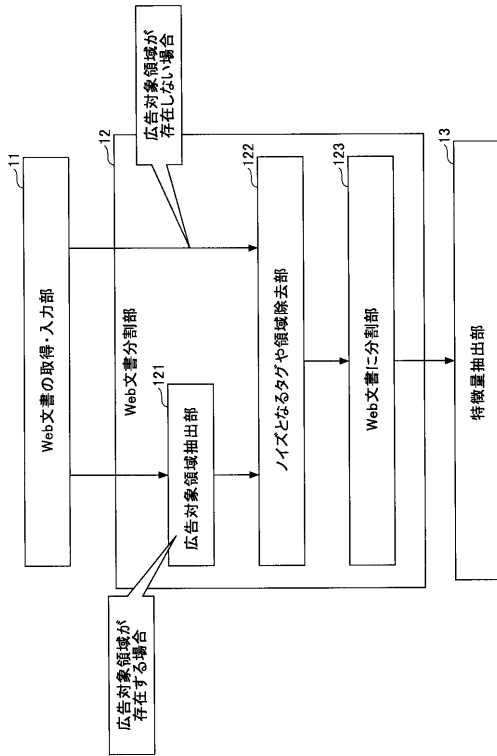 11
Web文書の取得・入力部
広告対象領域が
存在する場合
広告対象領域が
存在しない場合
12
Web文書分割部
121
広告対象領域抽出部
122
ノイズとなるタグや領域除去部
123
Web文書に分割部
13
特徴量抽出部